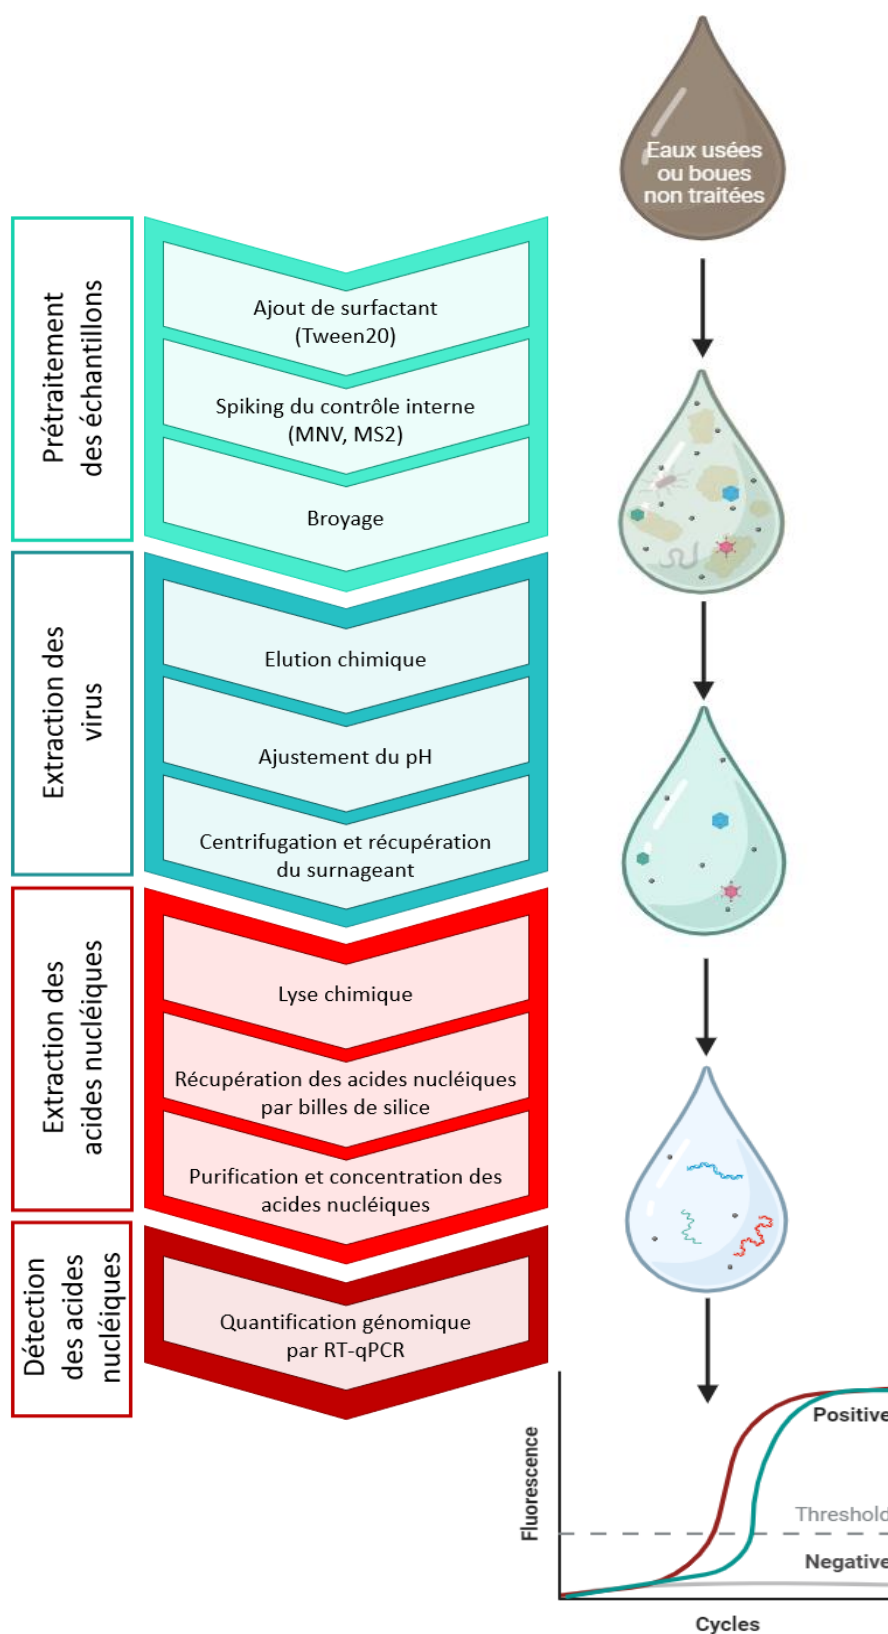 Eaux usées
ou boues
non traitées
Prétraitement
des échantillons
Ajout de surfactant
(Tween20)
Spiking du contrôle interne
(MNV, MS2)
Broyage
Extraction des
virus
Elution chimique
Ajustement du pH
Centrifugation et récupération
du surnageant
Extraction des
acides nucléiques
Lyse chimique
Récupération des acides nucléiques
par billes de silice
Purification et concentration des
acides nucléiques
Détection
des acides
nucléiques
Quantification génomique
par RT-qPCR
Fluorescence
Positive
Threshold
Negative
Cycles